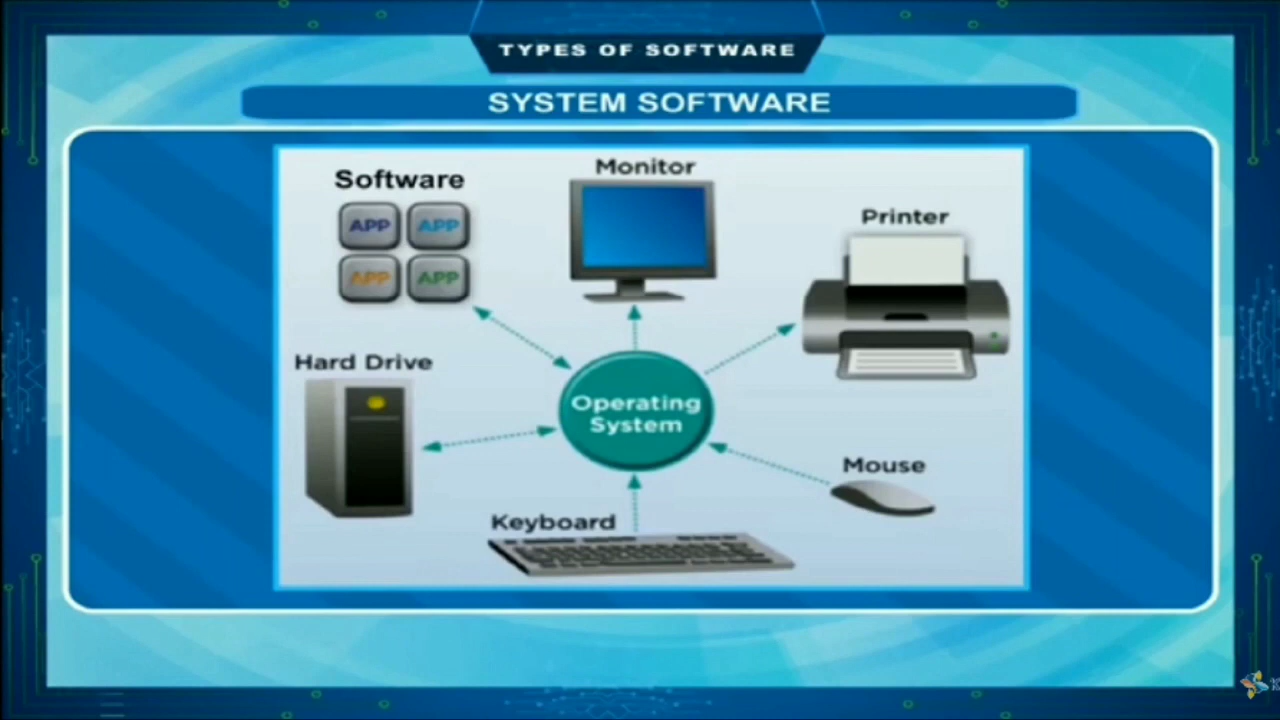 TYPES OF SOFTWARE
SYSTEM SOFTWARE
Software
APP APP
APP APP
Monitor
Printer
Hard Drive
Operating
System
Mouse
Keyboard